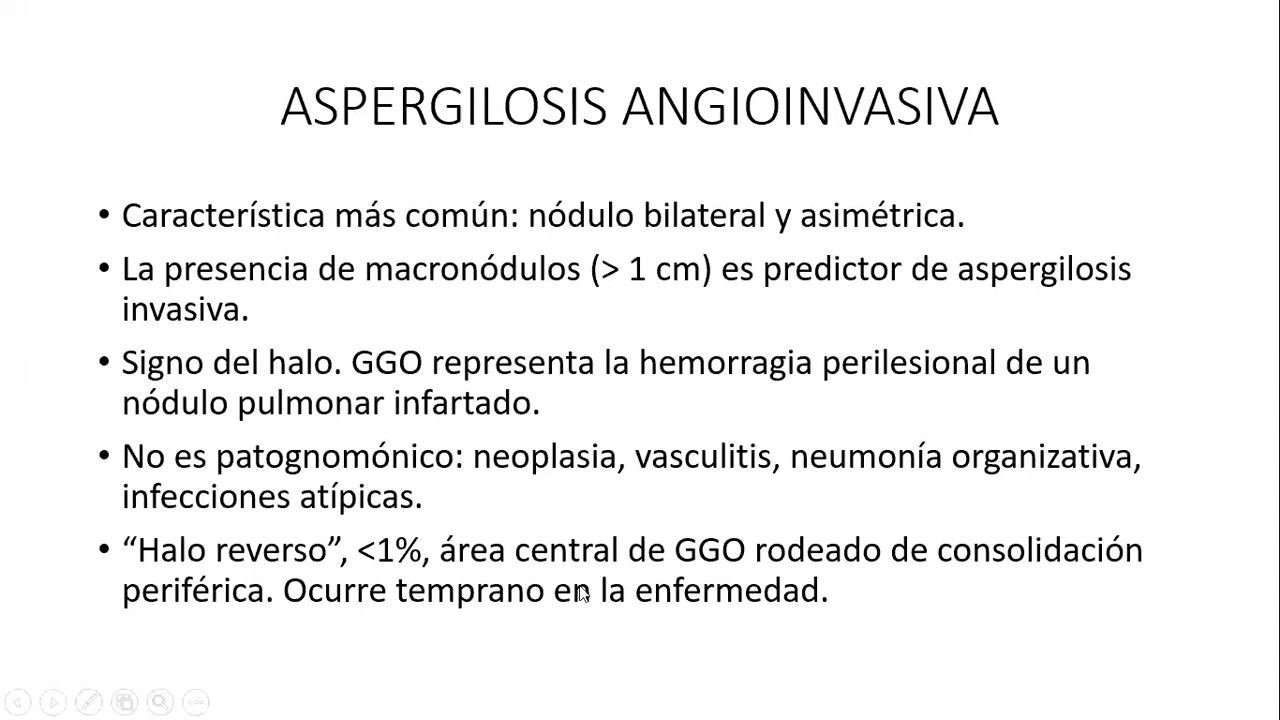 ASPERGILOSIS ANGIOINVASIVA
• Característica más común: nódulo bilateral y asimétrica.
• La presencia de macronódulos (> 1 cm) es predictor de aspergilosis
invasiva.
• Signo del halo. GGO representa la hemorragia perilesional de un
nódulo pulmonar infartado.
• No es patognomónico: neoplasia, vasculitis, neumonía organizativa,
infecciones atípicas.
• “Halo reverso”, <1%, área central de GGO rodeado de consolidación
periférica. Ocurre temprano en la enfermedad.